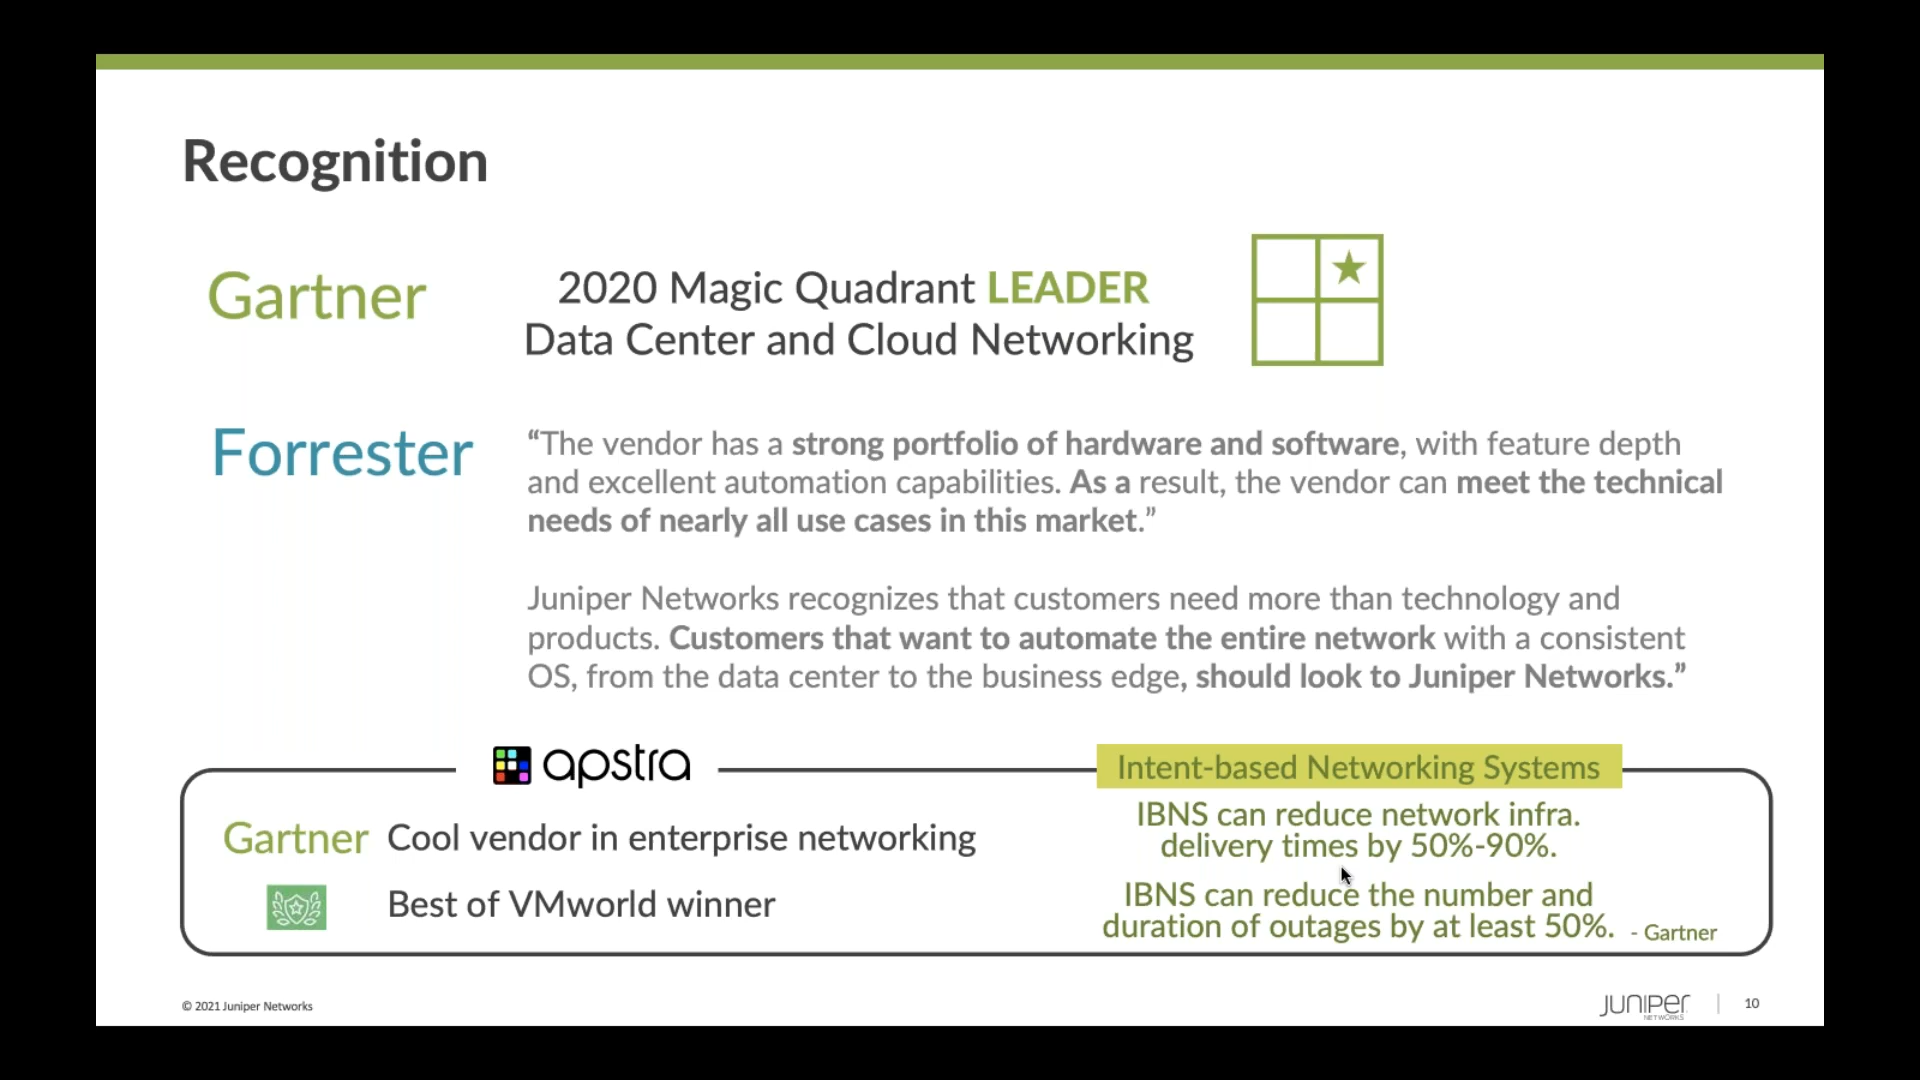 Recognition
Gartner
2020 Magic Quadrant LEADER
Data Center and Cloud Networking
Forrester
“The vendor has a strong portfolio of hardware and software, with feature depth
and excellent automation capabilities. As a result, the vendor can meet the technical
needs of nearly all use cases in this market.”
Juniper Networks recognizes that customers need more than technology and
products. Customers that want to automate the entire network with a consistent
OS, from the data center to the business edge, should look to Juniper Networks.”
apstra
Gartner Cool vendor in enterprise networking
Best of VMworld winner
Intent-based Networking Systems
IBNS can reduce network infra.
delivery times by 50%-90%.
IBNS can reduce the number and
duration of outages by at least 50%. - Gartner
© 2021 Juniper Networks
JUNIPER
NETWORKS
10